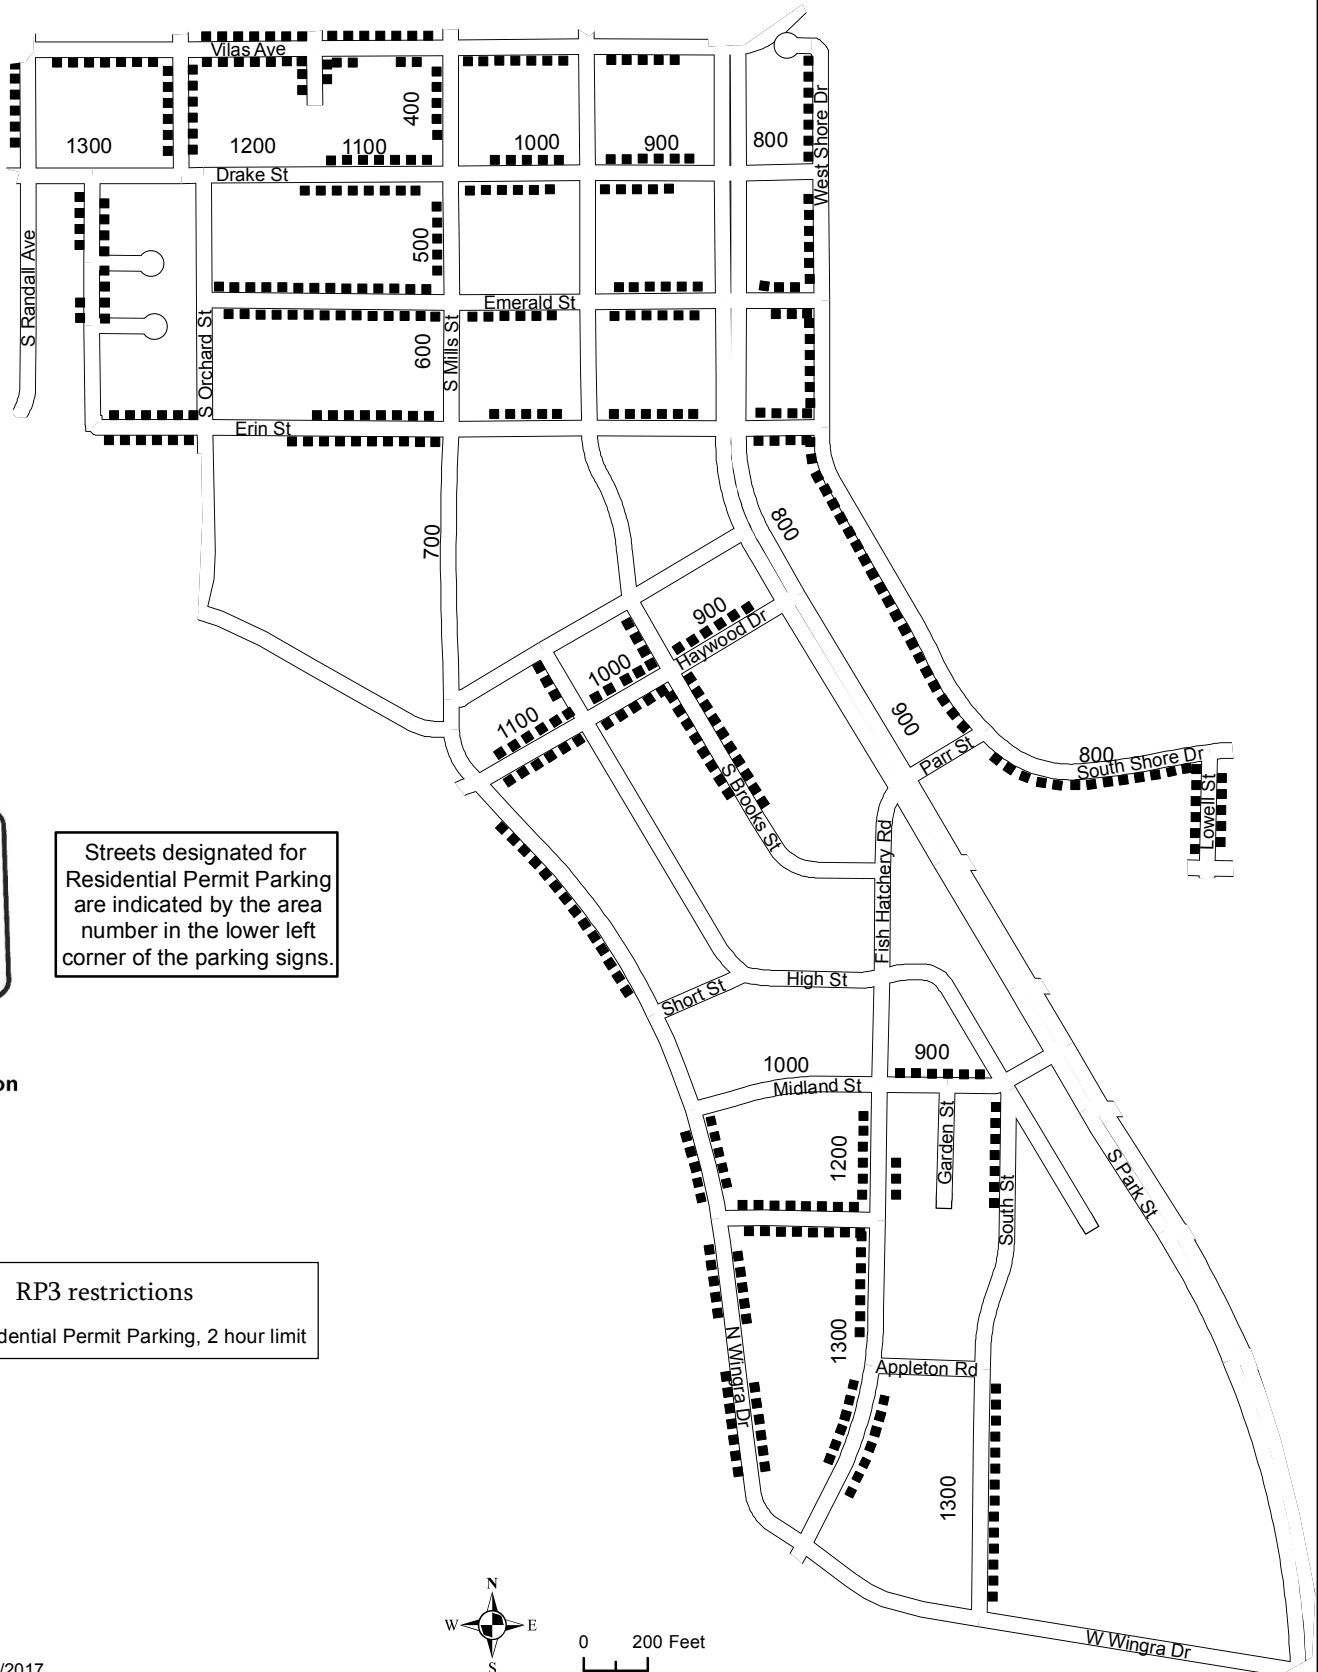 Vilas Ave
400
1300
1200
1100
1000
900
800
West Shore Dr
Drake St
S Randall Ave
500
Emerald St
S Orchard St
600
S Mills St
Erin St
700
800
900
Haywood Dr
1000
1100
900
Parr St
800
South Shore Dr
Lowell St
S Brooks St
Fish Hatchery Rd
Streets designated for
Residential Permit Parking
are indicated by the area
number in the lower left
corner of the parking signs.
High St
Short St
900
1000
Midland St
Garden St
1200
South St
S Park St
RP3 restrictions
dential Permit Parking, 2 hour limit
N Wingra Dr
1300
Appleton Rd
1300
N
W
E
S
0 200 Feet
W Wingra Dr
/2017
on